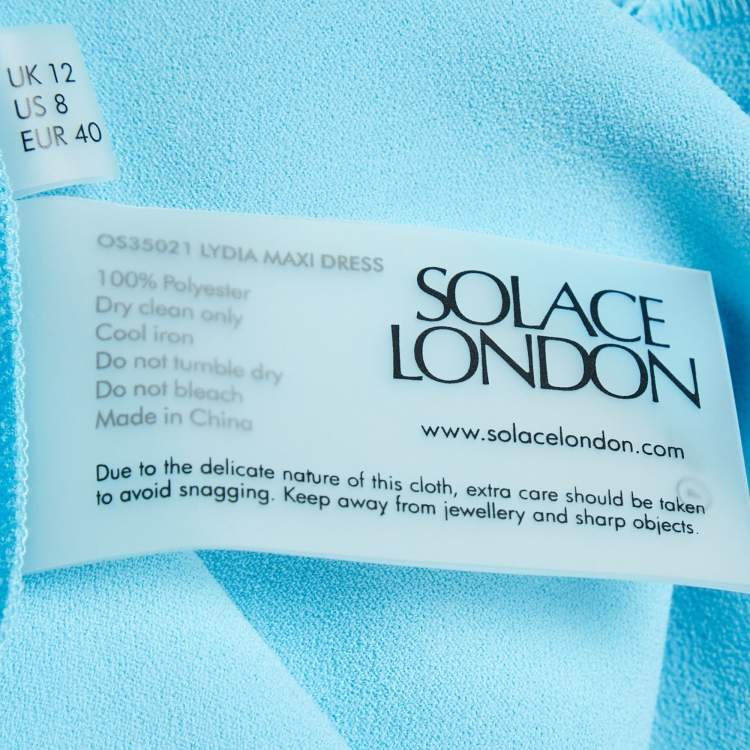 UK 12
US 8
EUR 40
OS35021 LYDIA MAXI DRESS
100% Polyester
Dry clean only
Cool iron
Do not tumble dry
Do not bleach
Made in China
SOLACE
LONDON
www.solacelondon.com
Due to the delicate nature of this cloth, extra care should be taken
to avoid snagging. Keep away from jewellery and sharp objects.